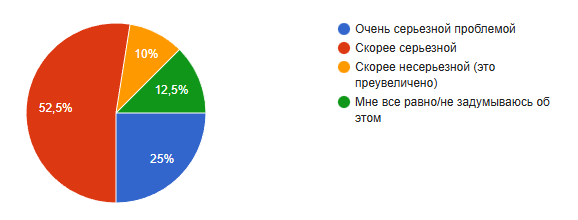 52,5%
10%
12,5%
25%
Очень серьезной проблемой
Скорее серьезной
Скорее несерьезной (это
преувеличено)
Мне все равно/не задумываюсь об
этом